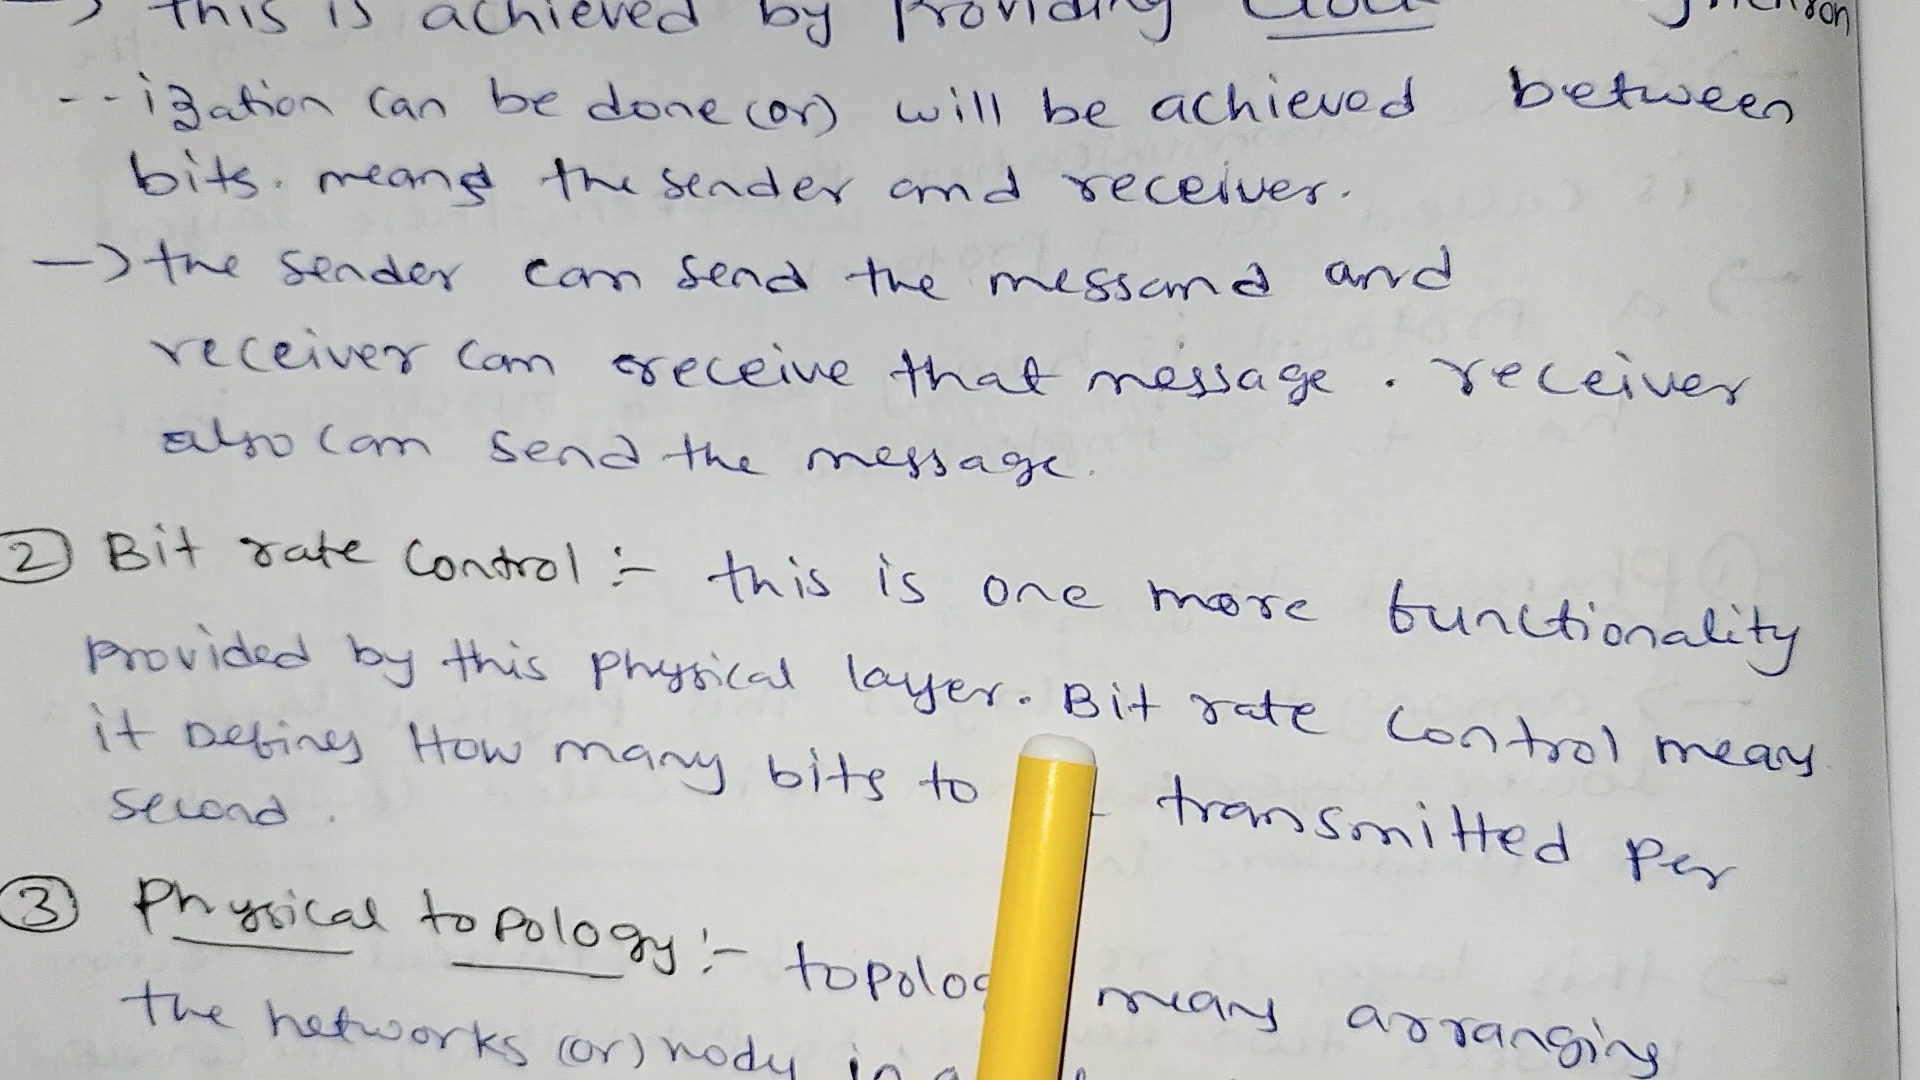 → this is achieved by Providing
--ization can be done (or) will be achieved between
bits. means the sender and receiver.
→ the sender can send the messand and
receiver can receive that message. receiver
also can send the message.
② Bit rate Control :- this is one more functionality
provided by this physical layer. Bit rate control means
it Defines How many bits to transmitted Per
second.
③ Physical topology :- topolog means arranging
the networks (or) nody in a